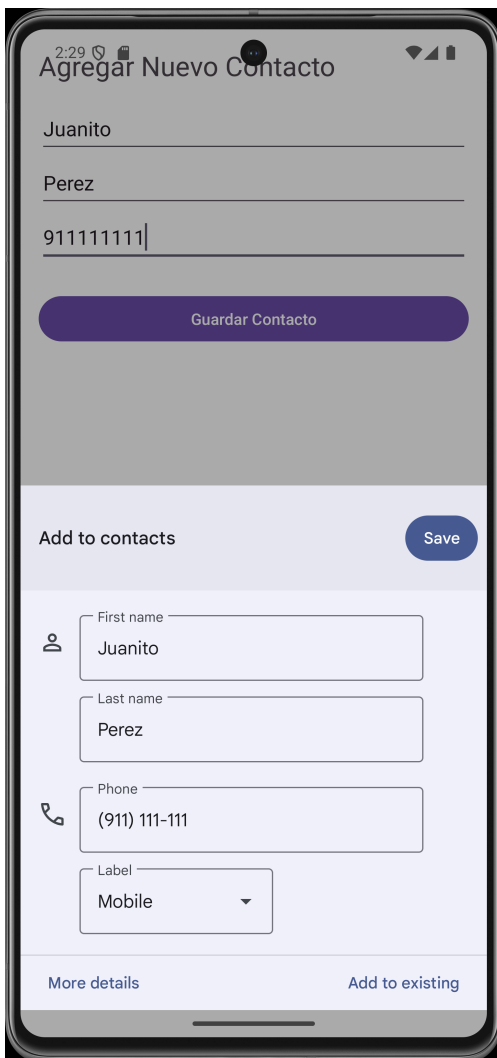 2:29
Agregar Nuevo Contacto
Juanito
Perez
911111111
Guardar Contacto
Add to contacts
Save
First name
Juanito
Last name
Perez
Phone
(911) 111-111
Label
Mobile
More details
Add to existing